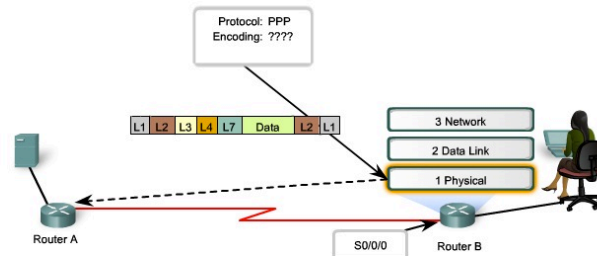 Protocol: PPP
Encoding: ????
L1 L2 L3 L4 L7 Data L2 L1
3 Network
2 Data Link
1 Physical
Router A
S0/0/0
Router B